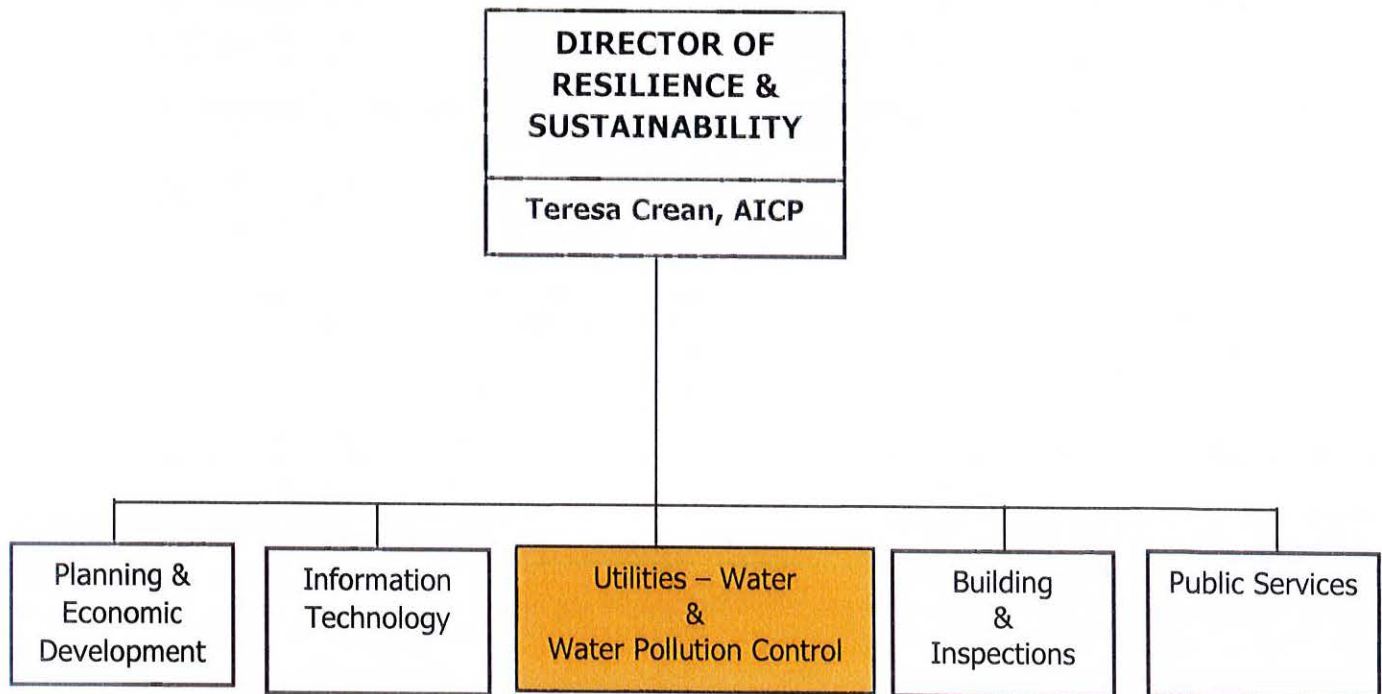 DIRECTOR OF
RESILIENCE &
SUSTAINABILITY
Teresa Crean, AICP
Planning &
Economic
Development
Information
Technology
Utilities – Water
&
Water Pollution Control
Building
&
Inspections
Public Services